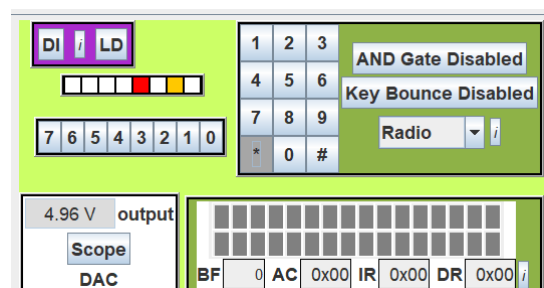 DI i LD
7 6 5 4 3 2 1 0
1 2 3
4 5 6
7 8 9
* 0 #
AND Gate Disabled
Key Bounce Disabled
Radio i
4.96 V output
Scope
DAC
BF 0 AC 0x00 IR 0x00 DR 0x00 i